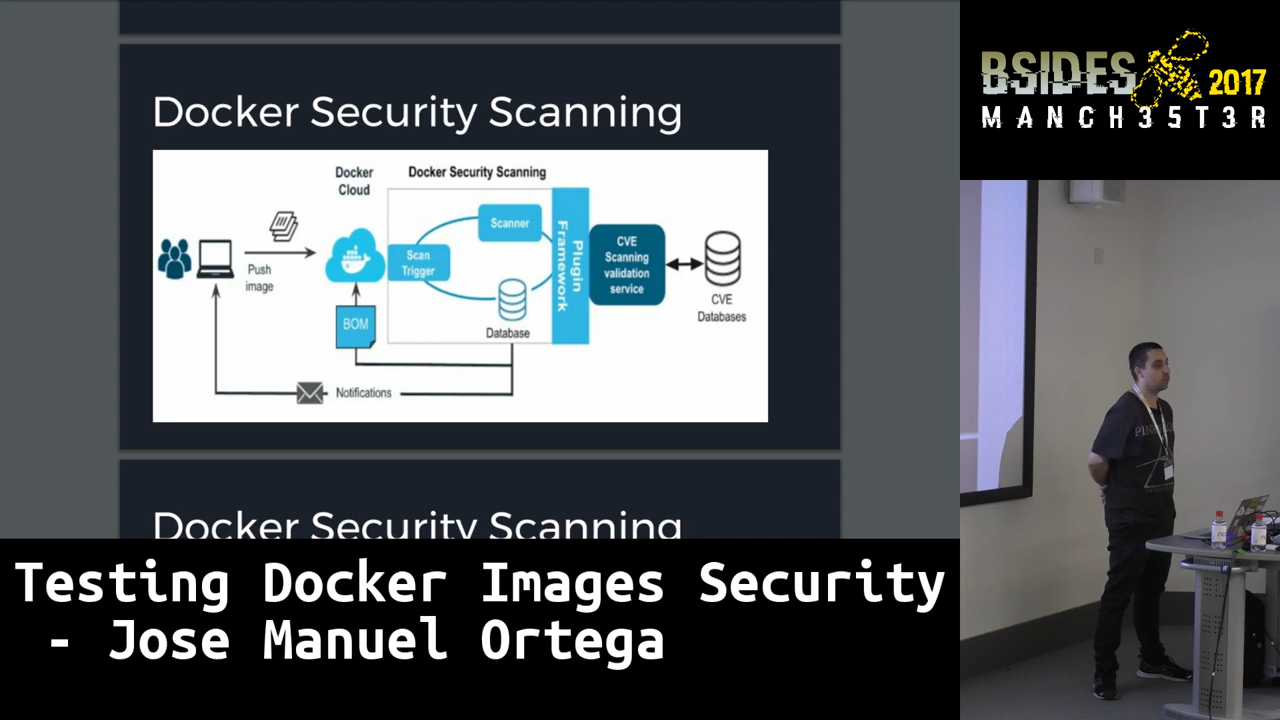 Docker Security Scanning
Docker
Cloud
Docker Security Scanning
Scanner
Scan
Trigger
Plugin
Framework
CVE
Scanning
validation
service
Push
image
BOM
Database
CVE
Databases
Notifications
Docker Security Scanning
Testing Docker Images Security
- Jose Manuel Ortega
BSIDES
2017
MANCH35T3R